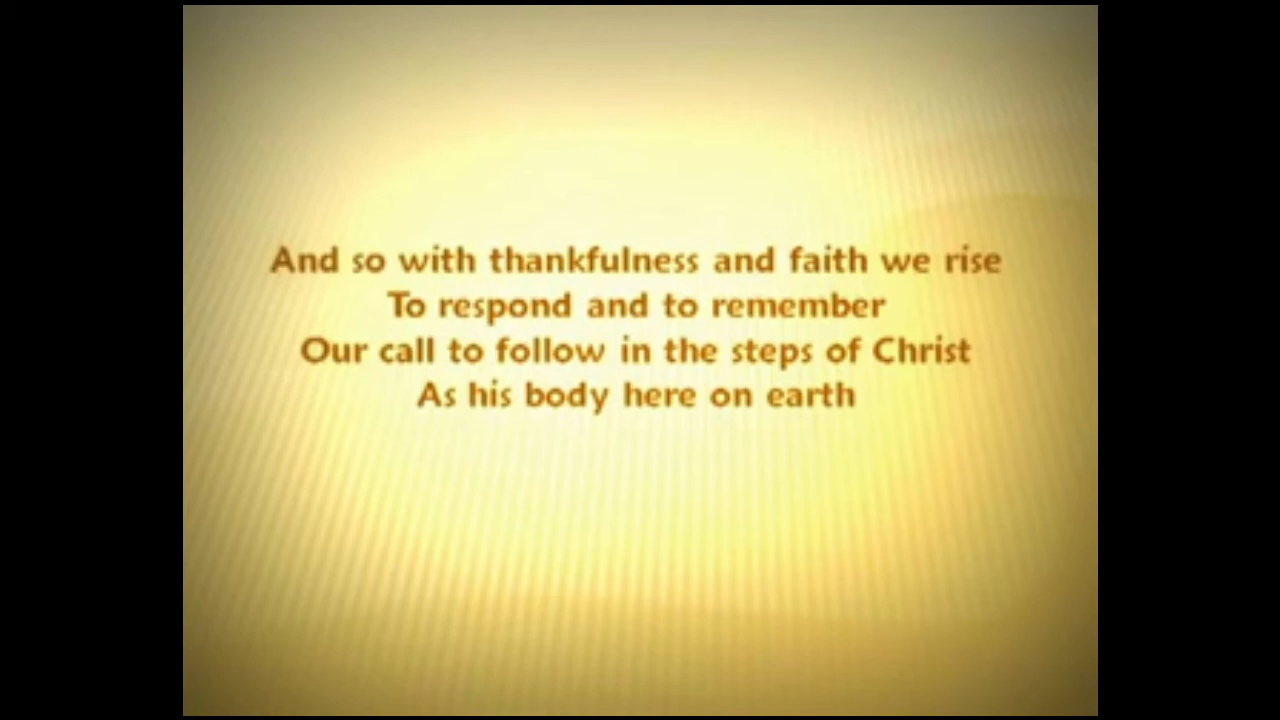 And so with thankfulness and faith we rise
To respond and to remember
Our call to follow in the steps of Christ
As his body here on earth